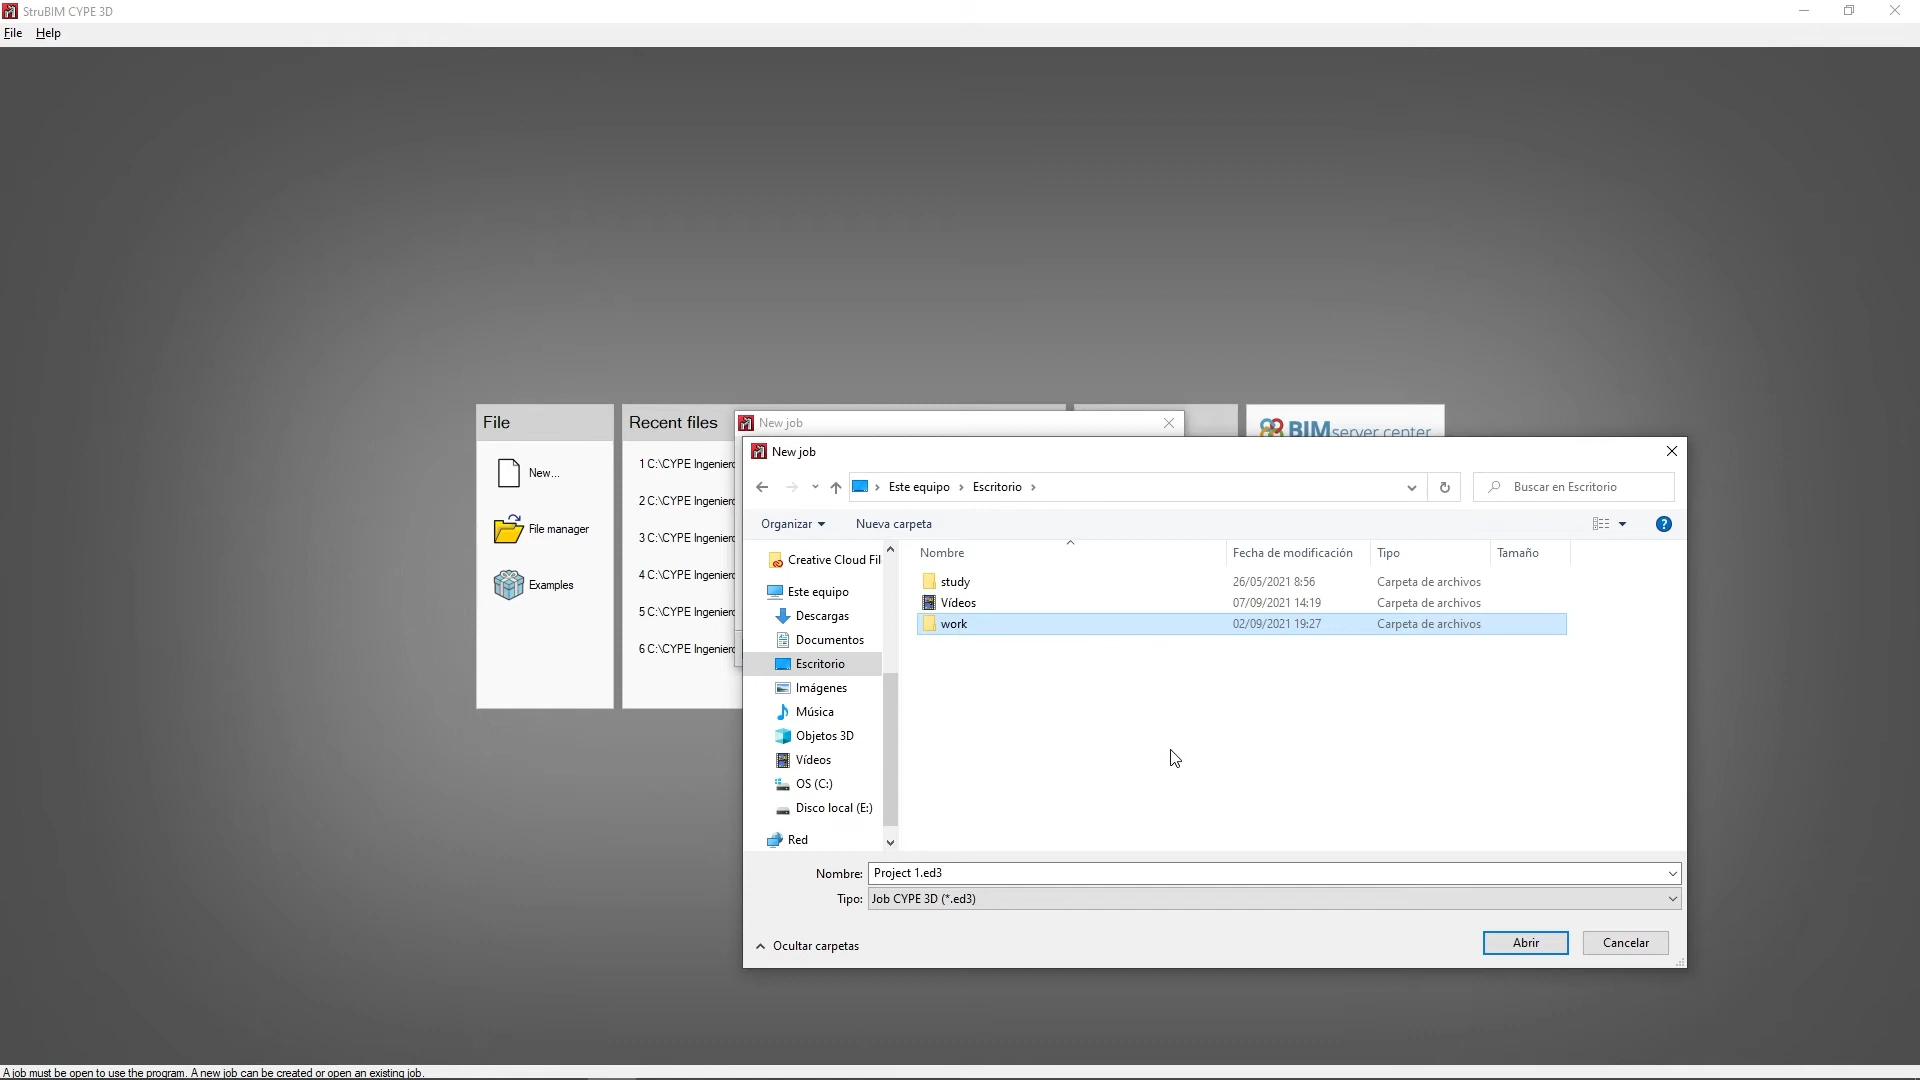 StruBIM CYPE 3D
File Help
File
New...
File manager
Examples
Recent files
1 C:\CYPE Ingenier
2 C:\CYPE Ingenier
3 C:\CYPE Ingenier
4 C:\CYPE Ingenier
5 C:\CYPE Ingenier
6 C:\CYPE Ingenier
New job
BIMserver center
New job
Este equipo › Escritorio ›
Buscar en Escritorio
Organizar Nueva carpeta
Creative Cloud Fil
Este equipo
Descargas
Documentos
Escritorio
Imágenes
Música
Objetos 3D
Vídeos
OS (C:)
Disco local (E:)
Red
Nombre Fecha de modificación Tipo Tamaño
study 26/05/2021 8:56 Carpeta de archivos
Vídeos 07/09/2021 14:19 Carpeta de archivos
work 02/09/2021 19:27 Carpeta de archivos
Nombre: Project 1.ed3
Tipo: Job CYPE 3D (*.ed3)
Ocultar carpetas
Abrir
Cancelar
A job must be open to use the program. A new job can be created or open an existing job.